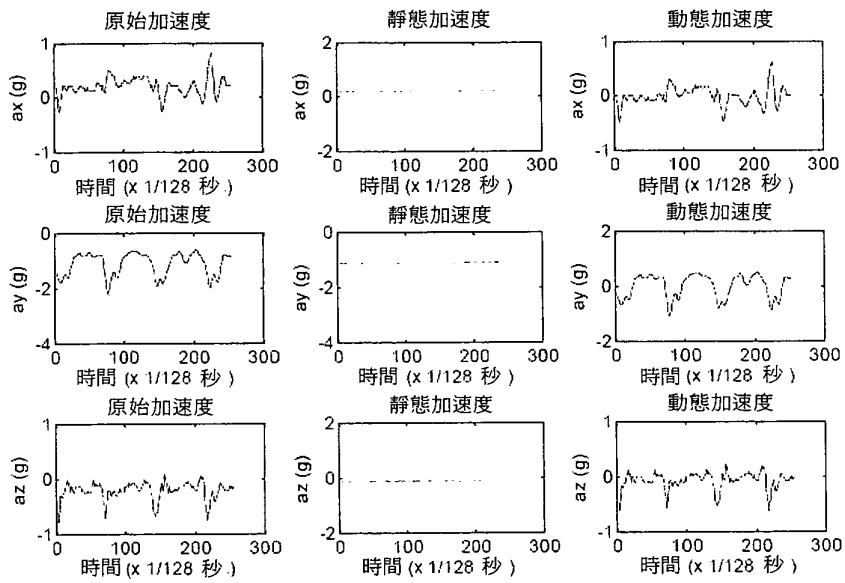 原始加速度
靜態加速度
動態加速度
1
0
-1
ax (g)
0 100 200 300
時間 (x 1/128 秒 .)
2
0
-2
ax (g)
0 100 200 300
時間 (x 1/128 秒 )
1
0
-1
ax (g)
0 100 200 300
時間 (x 1/128 秒 )
原始加速度
靜態加速度
動態加速度
0
-2
-4
ay (g)
0 100 200 300
時間 (x 1/128 秒 )
0
-2
-4
ay (g)
0 100 200 300
時間 (x 1/128 秒 )
2
0
-2
ay (g)
0 100 200 300
時間 (x 1/128 秒 )
原始加速度
靜態加速度
動態加速度
1
0
-1
az (g)
0 100 200 300
時間 (x 1/128 秒.)
2
0
-2
az (g)
0 100 200 300
時間 (x 1/128 秒 )
1
0
-1
az (g)
0 100 200 300
時間 (x 1/128 秒 )